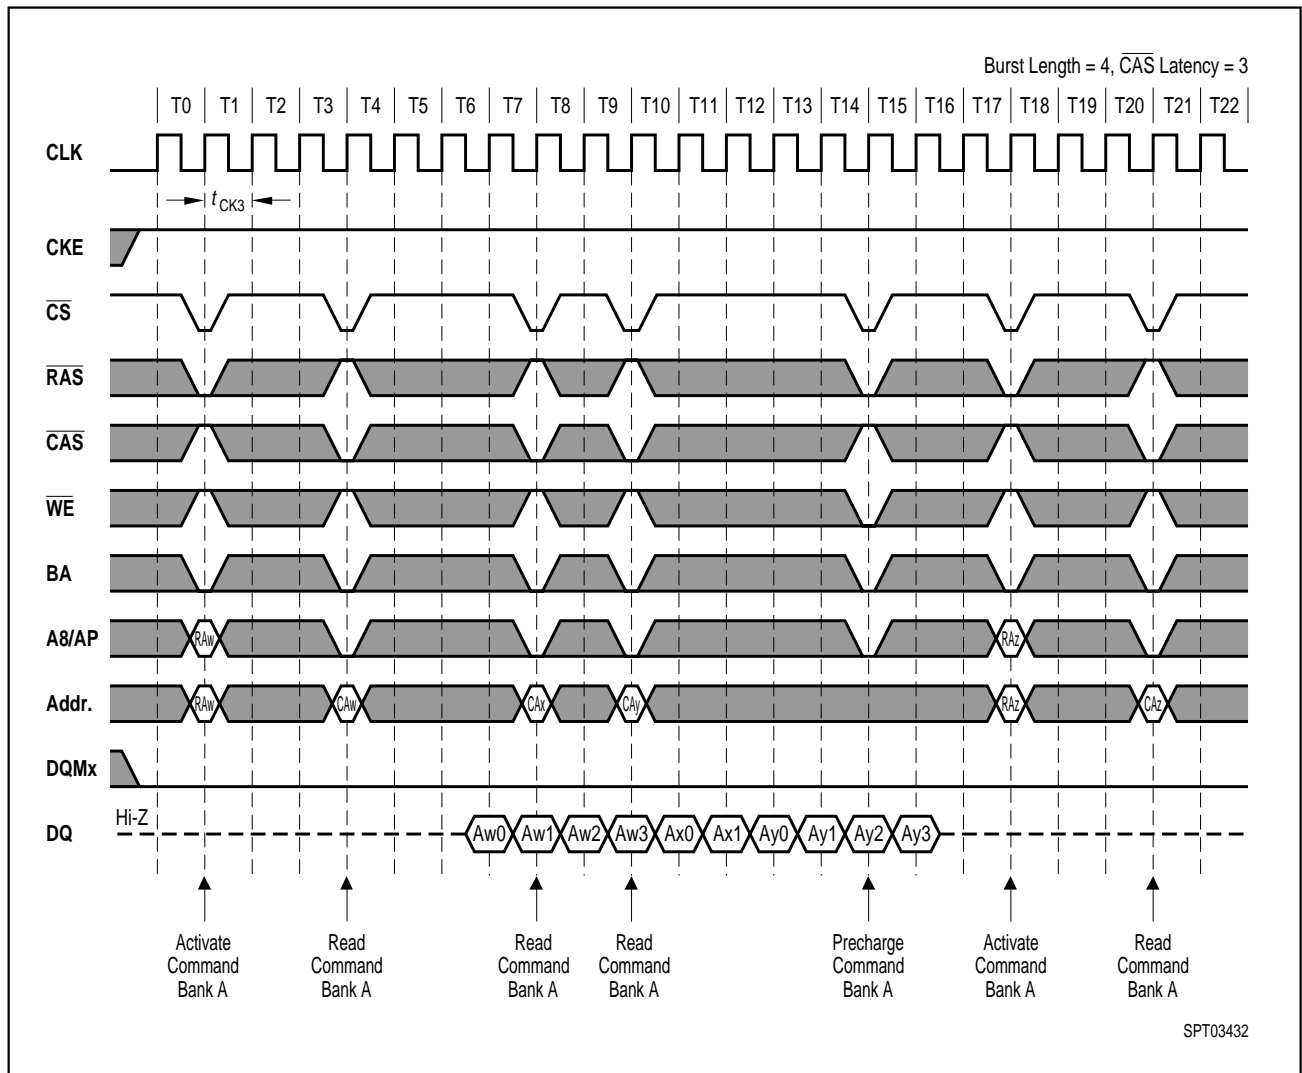 Burst Length = 4, CAS Latency = 3
T0 T1 T2 T3 T4 T5 T6 T7 T8 T9 T10 T11 T12 T13 T14 T15 T16 T17 T18 T19 T20 T21 T22
CLK
t CK3
CKE
CS
RAS
CAS
WE
BA
A8/AP RAw RAz
Addr. RAw CAw CAx CAy RAz CAz
DQMx
Hi-Z
DQ Aw0 Aw1 Aw2 Aw3 Ax0 Ax1 Ay0 Ay1 Ay2 Ay3
Activate Read Read Read Precharge Activate Read
Command Command Command Command Command Command Command
Bank A Bank A Bank A Bank A Bank A Bank A Bank A
SPT03432